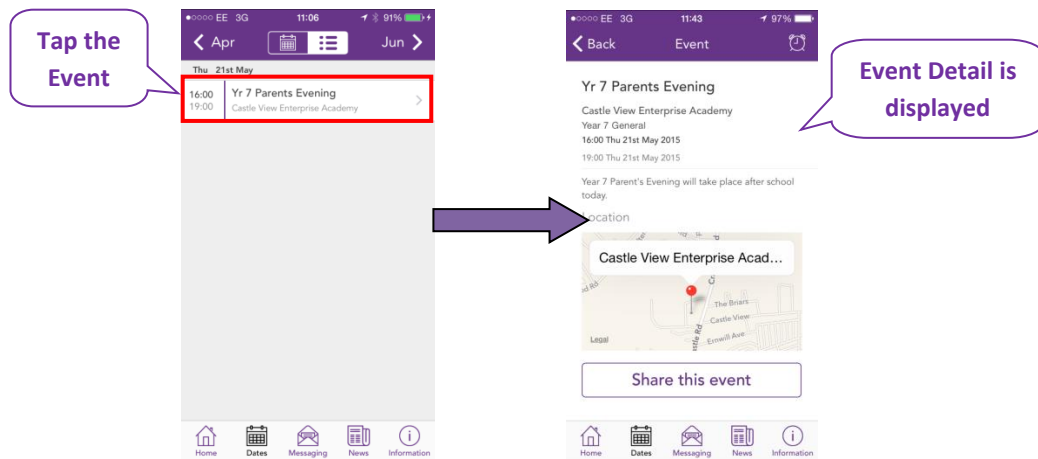 Tap the
Event
EE 3G 11:06 91%
Apr Jun
Thu 21st May
16:00 Yr 7 Parents Evening
19:00 Castle View Enterprise Academy
Home Dates Messaging News Information
EE 3G 11:43 97%
Back Event
Yr 7 Parents Evening
Castle View Enterprise Academy
Year 7 General
16:00 Thu 21st May 2015
19:00 Thu 21st May 2015
Year 7 Parent's Evening will take place after school
today.
Location
Castle View Enterprise Acad...
The Briars
Castle View
Ernwill Ave
Legal
Share this event
Home Dates Messaging News Information
Event Detail is
displayed